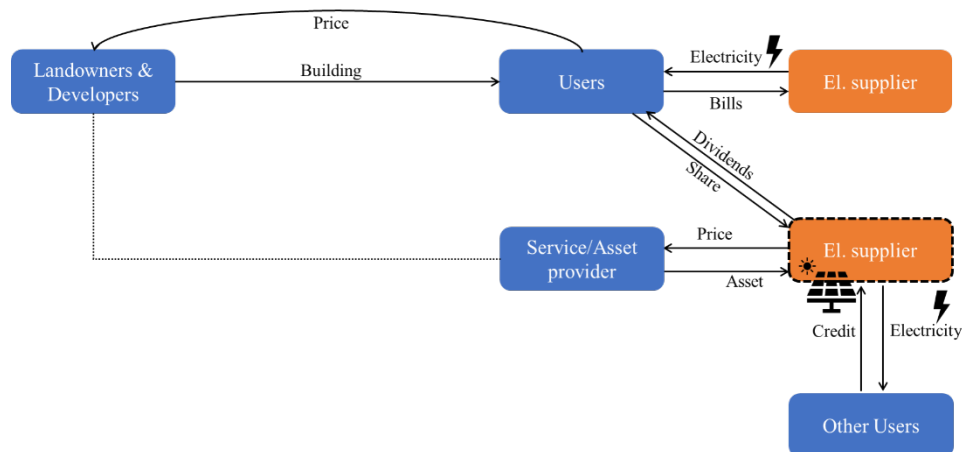 Price
Landowners &
Developers
Building
Users
Electricity
Bills
El. supplier
Dividends
Share
Service/Asset
provider
Price
Asset
El. supplier
Credit
Electricity
Other Users